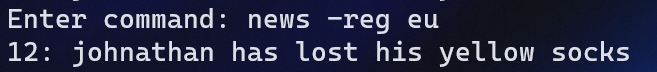 Enter command: news -reg eu
12: johnathan has lost his yellow socks